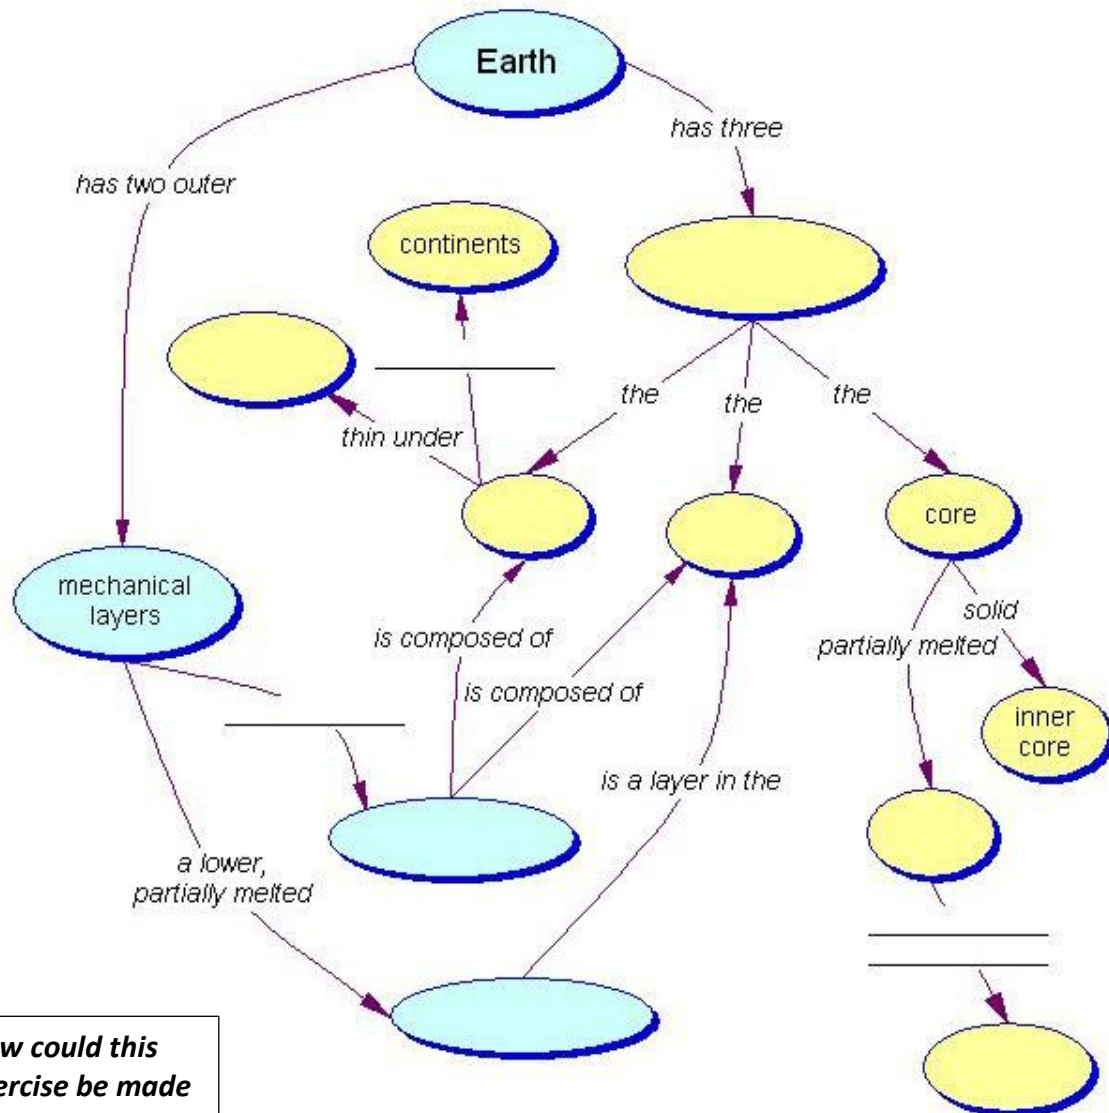 Earth
has three
has two outer
continents
the
the
the
thin under
core
mechanical
layers
solid
partially melted
is composed of
is composed of
inner
core
is a layer in the
a lower,
partially melted
w could this
ercise be made